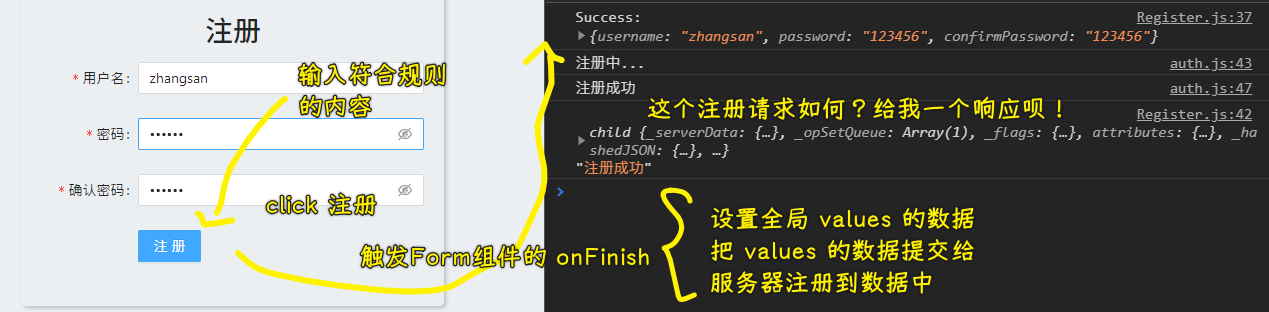 注册
* 用户名: zhangsan
输入符合规则
的内容
* 密码: ••••••
* 确认密码: ••••••
click 注册
注 册
触发Form组件的 onFinish
Success: Register.js:37
{username: "zhangsan", password: "123456", confirmPassword: "123456"}
注册中... auth.js:43
注册成功 auth.js:47
这个注册请求如何？给我一个响应呗！
Register.js:42
child {_serverData: {…}, _opSetQueue: Array(1), _flags: {…}, attributes: {…}, _ha
shedJSON: {…}, …}
"注册成功"
设置全局 values 的数据
把 values 的数据提交给
服务器注册到数据中